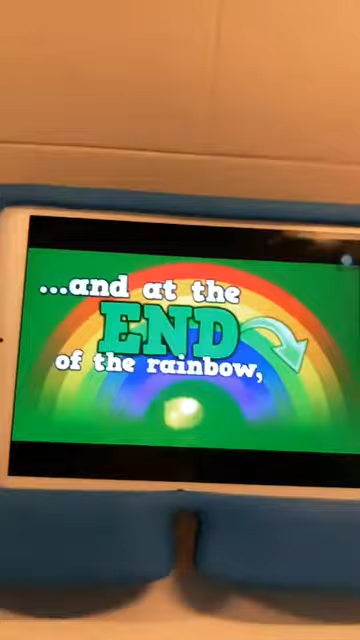 ...and at the
END
of the rainbow,